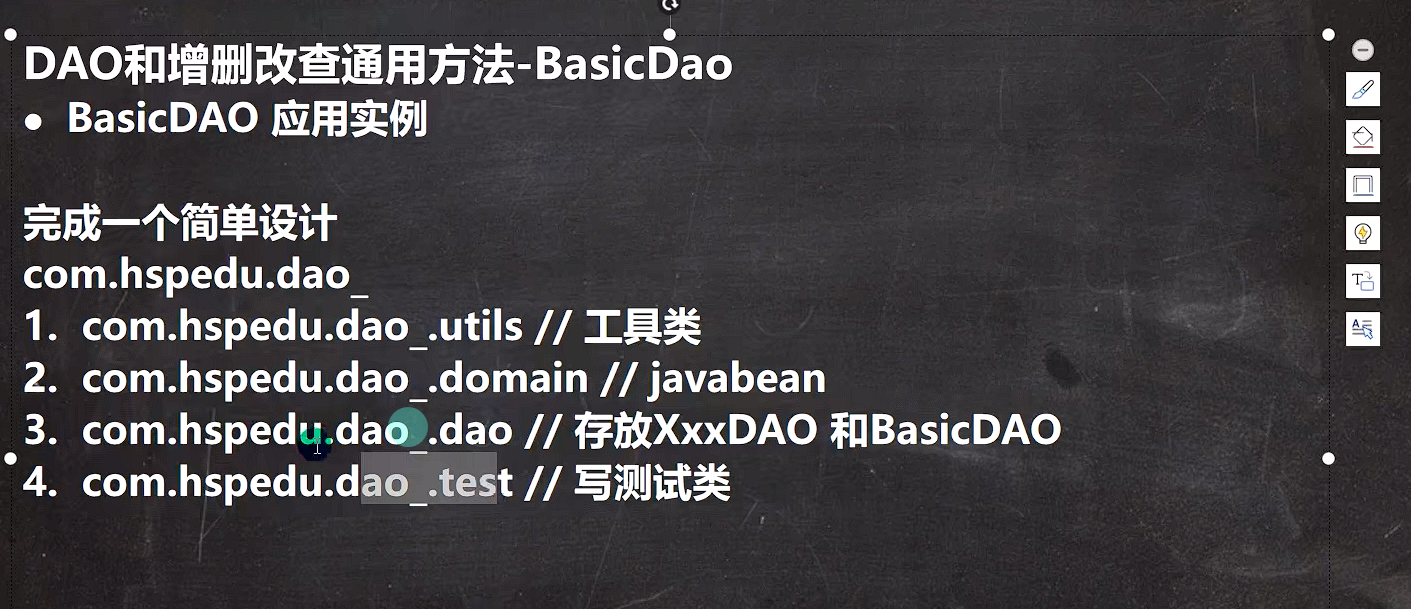 DAO和增删改查通用方法-BasicDao
● BasicDAO 应用实例
完成一个简单设计
com.hspedu.dao_
1. com.hspedu.dao_.utils // 工具类
2. com.hspedu.dao_.domain // javabean
3. com.hspedu.dao_.dao // 存放XxxDAO 和BasicDAO
4. com.hspedu.dao_.test // 写测试类